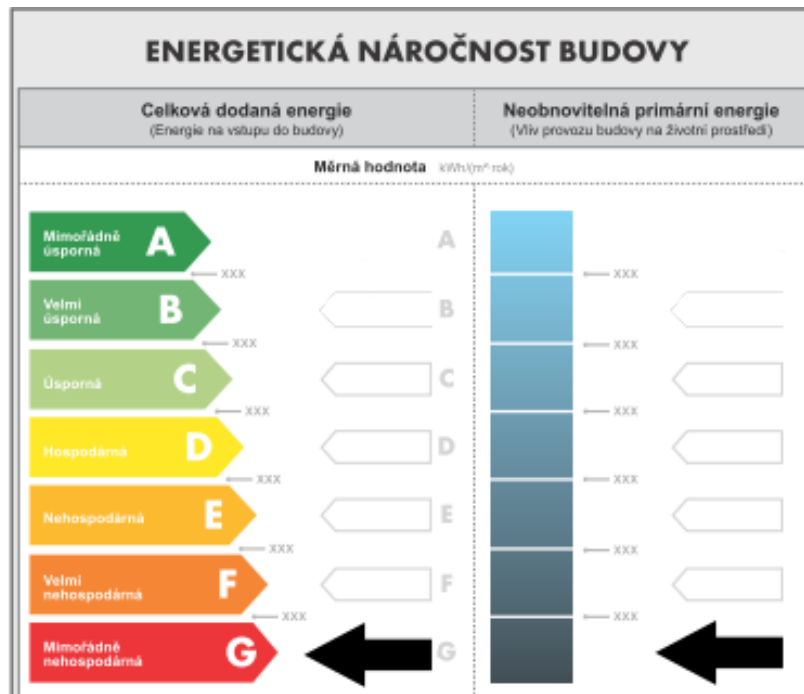 ENERGETICKÁ NÁROČNOST BUDOVY
Celková dodaná energie
(Energie na vstupu do budovy)
Neobnovitelná primární energie
(Vliv provozu budovy na životní prostředí)
Měrná hodnota kWh/(m²·rok)
Mimořádně
úsporná
A
A
XXX
XXX
Velmi
úsporná
B
B
XXX
XXX
Úsporná
C
C
XXX
XXX
Hospodárná
D
D
XXX
XXX
Nehospodárná
E
E
XXX
XXX
Velmi
nehospodárná
F
F
XXX
XXX
Mimořádně
nehospodárná
G
G